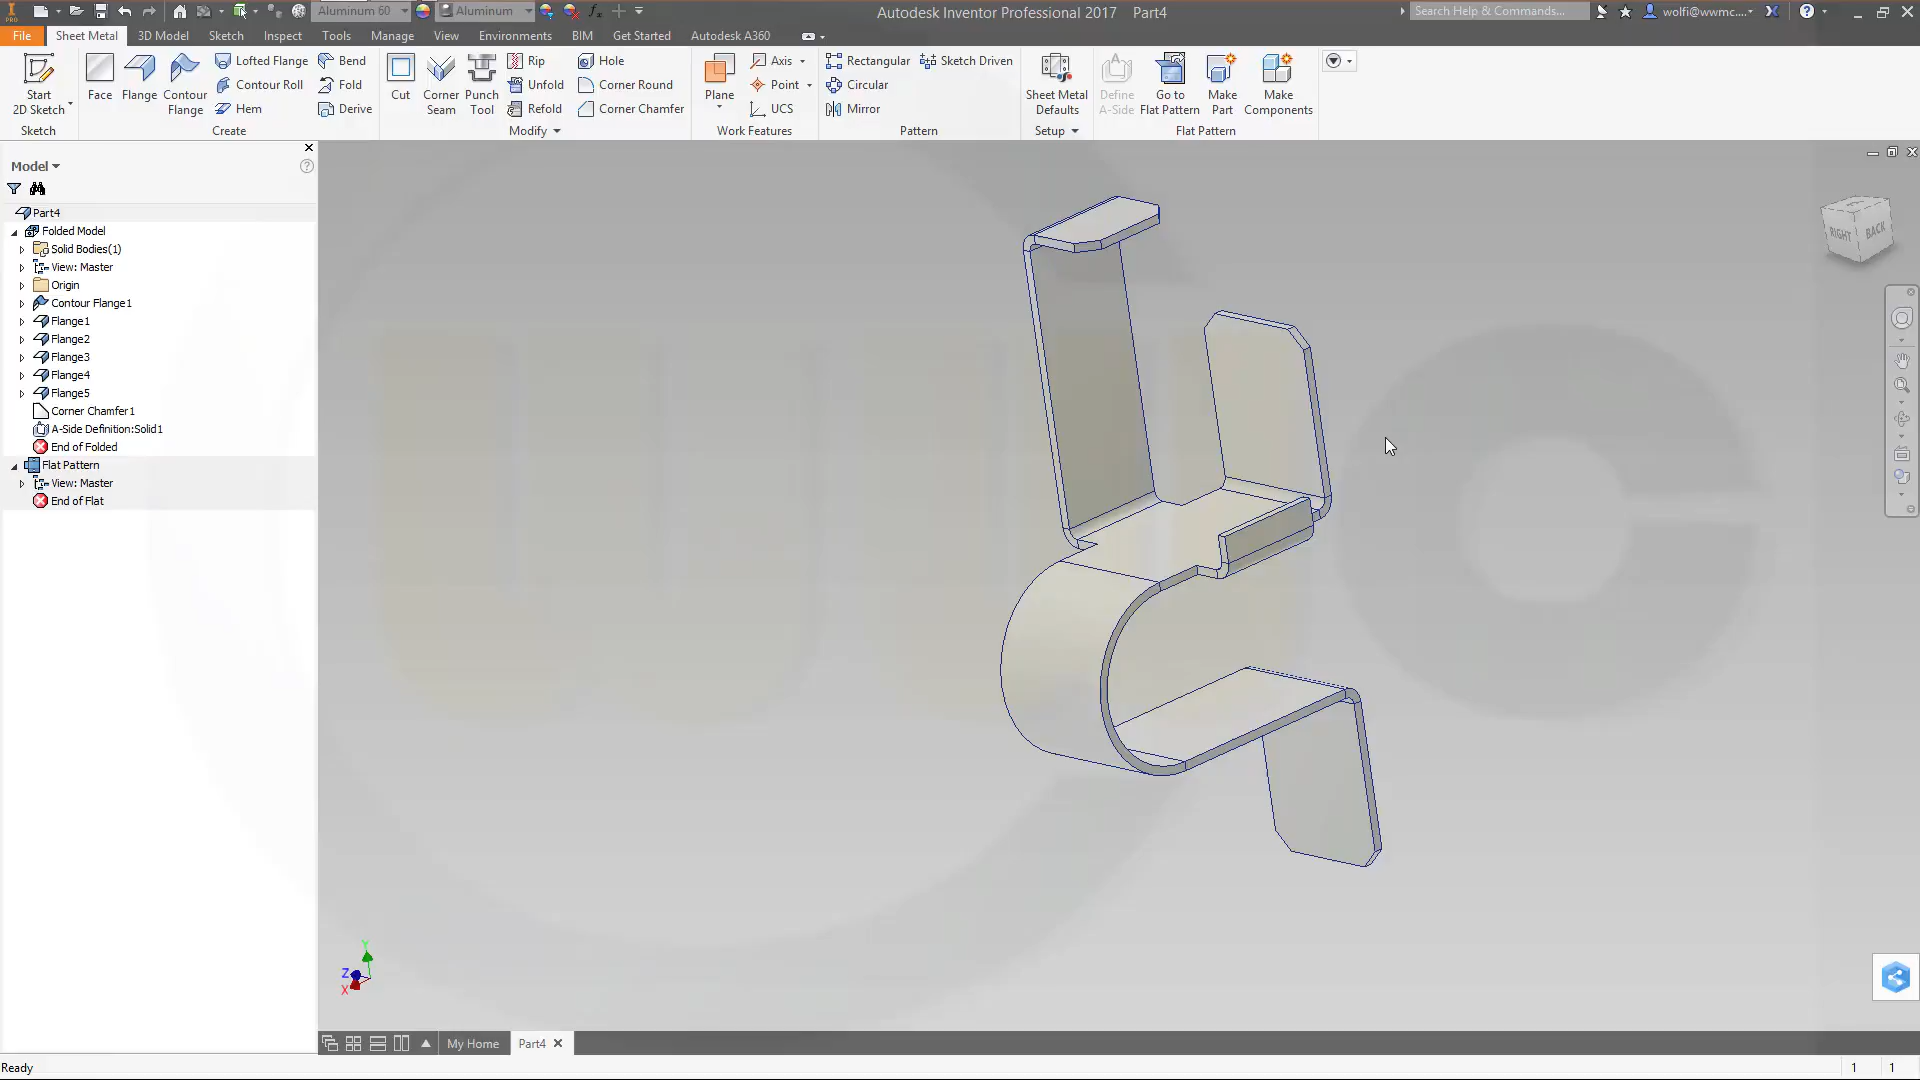 Aluminum 60
Aluminum
Autodesk Inventor Professional 2017 Part4
Search Help & Commands...
wolfi@wwmc....
File
Sheet Metal
3D Model
Sketch
Inspect
Tools
Manage
View
Environments
BIM
Get Started
Autodesk A360
Start
2D Sketch
Sketch
Face
Flange
Contour
Flange
Lofted Flange
Contour Roll
Hem
Bend
Fold
Derive
Create
Cut
Corner
Seam
Punch
Tool
Rip
Unfold
Refold
Hole
Corner Round
Corner Chamfer
Modify
Plane
Axis
Point
UCS
Work Features
Rectangular
Circular
Mirror
Sketch Driven
Pattern
Sheet Metal
Defaults
Setup
Define
A-Side
Go to
Flat Pattern
Make
Part
Make
Components
Flat Pattern
Model
Part4
Folded Model
Solid Bodies(1)
View: Master
Origin
Contour Flange1
Flange1
Flange2
Flange3
Flange4
Flange5
Corner Chamfer1
A-Side Definition:Solid1
End of Folded
Flat Pattern
View: Master
End of Flat
RIGHT
BACK
Y
Z
X
My Home
Part4
Ready
1 1